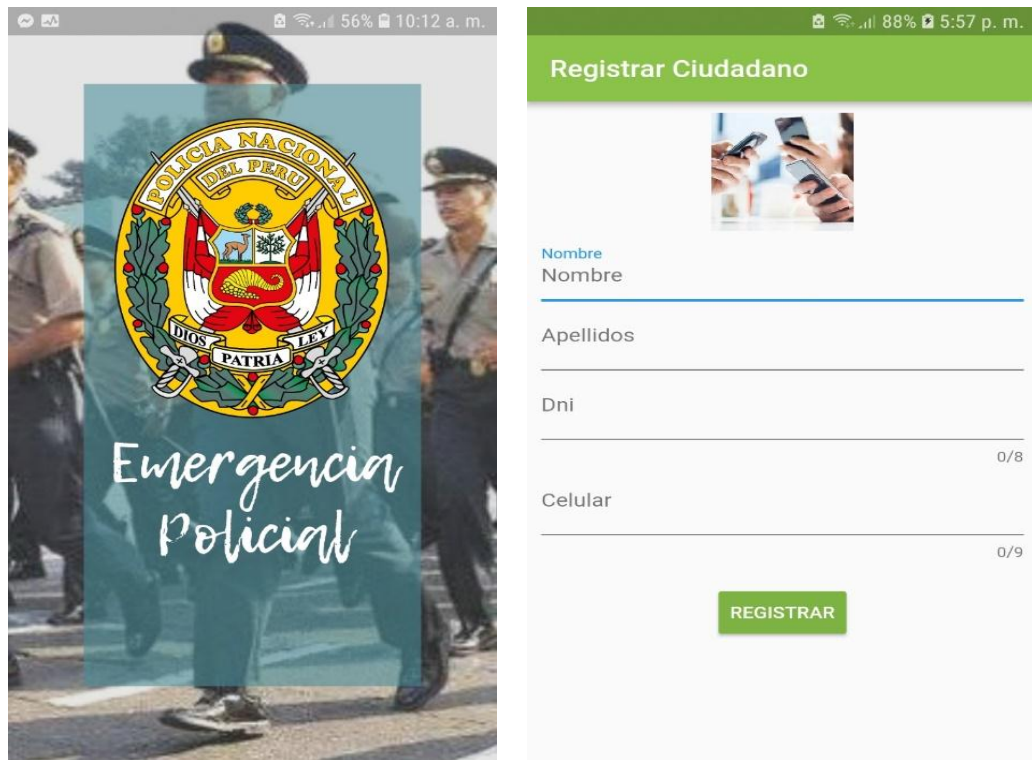 56% 10:12 a. m.
POLICIA NACIONAL
DEL PERU
DIOS PATRIA LEY
Emergencia
Policial
88% 5:57 p. m.
Registrar Ciudadano
Nombre
Nombre
Apellidos
Dni
0/8
Celular
0/9
REGISTRAR